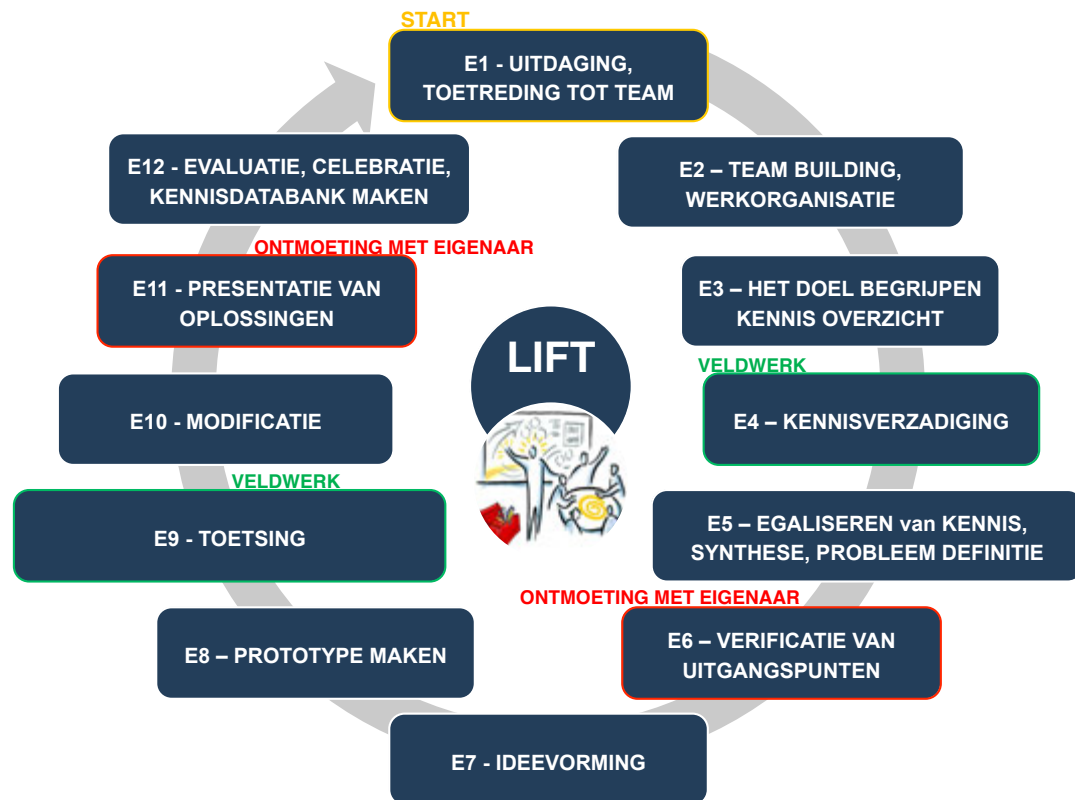 START
E1 - UITDAGING,
TOETREDING TOT TEAM
E2 – TEAM BUILDING,
WERKORGANISATIE
E3 – HET DOEL BEGRIJPEN
KENNIS OVERZICHT
VELDWERK
E4 – KENNISVERZADIGING
E5 – EGALISEREN van KENNIS,
SYNTHESE, PROBLEEM DEFINITIE
ONTMOETING MET EIGENAAR
E6 – VERIFICATIE VAN
UITGANGSPUNTEN
E7 - IDEEVORMING
E8 – PROTOTYPE MAKEN
VELDWERK
E9 - TOETSING
E10 - MODIFICATIE
ONTMOETING MET EIGENAAR
E11 - PRESENTATIE VAN
OPLOSSINGEN
E12 - EVALUATIE, CELEBRATIE,
KENNISDATABANK MAKEN
LIFT